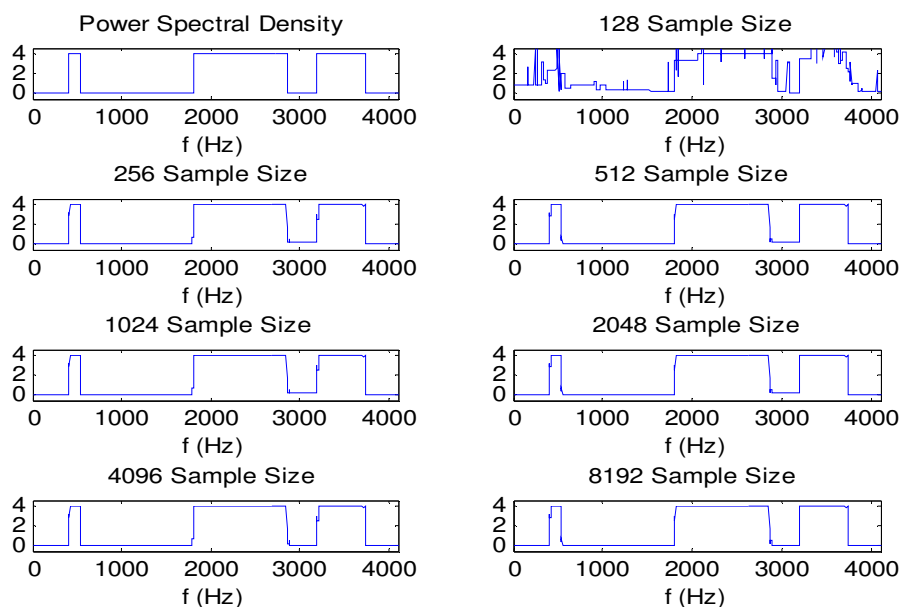 Power Spectral Density
4
2
0
0 1000 2000 3000 4000
f (Hz)
128 Sample Size
4
2
0
0 1000 2000 3000 4000
f (Hz)
256 Sample Size
4
2
0
0 1000 2000 3000 4000
f (Hz)
512 Sample Size
4
2
0
0 1000 2000 3000 4000
f (Hz)
1024 Sample Size
4
2
0
0 1000 2000 3000 4000
f (Hz)
2048 Sample Size
4
2
0
0 1000 2000 3000 4000
f (Hz)
4096 Sample Size
4
2
0
0 1000 2000 3000 4000
f (Hz)
8192 Sample Size
4
2
0
0 1000 2000 3000 4000
f (Hz)